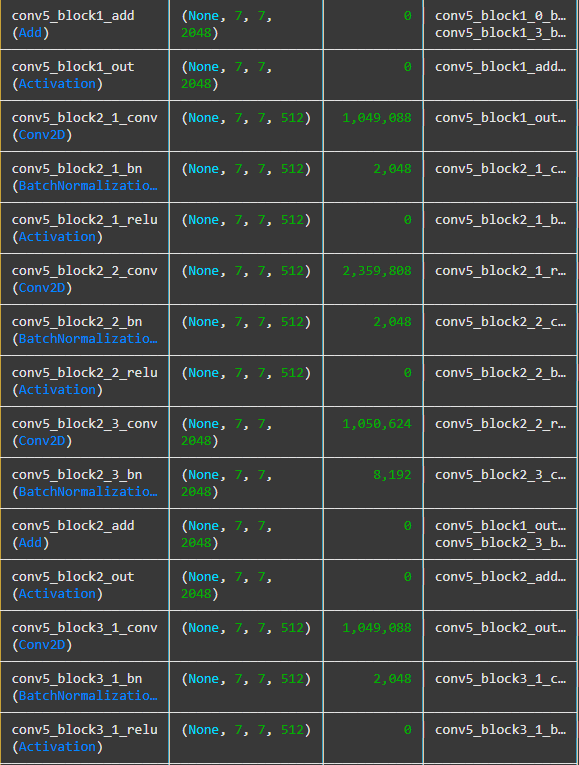 conv5_block1_add (None, 7, 7, 0 conv5_block1_0_b…
(Add) 2048) conv5_block1_3_b…
conv5_block1_out (None, 7, 7, 0 conv5_block1_add…
(Activation) 2048)
conv5_block2_1_conv (None, 7, 7, 512) 1,049,088 conv5_block1_out…
(Conv2D)
conv5_block2_1_bn (None, 7, 7, 512) 2,048 conv5_block2_1_c…
(BatchNormalizatio…
conv5_block2_1_relu (None, 7, 7, 512) 0 conv5_block2_1_b…
(Activation)
conv5_block2_2_conv (None, 7, 7, 512) 2,359,808 conv5_block2_1_r…
(Conv2D)
conv5_block2_2_bn (None, 7, 7, 512) 2,048 conv5_block2_2_c…
(BatchNormalizatio…
conv5_block2_2_relu (None, 7, 7, 512) 0 conv5_block2_2_b…
(Activation)
conv5_block2_3_conv (None, 7, 7, 1,050,624 conv5_block2_2_r…
(Conv2D) 2048)
conv5_block2_3_bn (None, 7, 7, 8,192 conv5_block2_3_c…
(BatchNormalizatio… 2048)
conv5_block2_add (None, 7, 7, 0 conv5_block1_out…
(Add) 2048) conv5_block2_3_b…
conv5_block2_out (None, 7, 7, 0 conv5_block2_add…
(Activation) 2048)
conv5_block3_1_conv (None, 7, 7, 512) 1,049,088 conv5_block2_out…
(Conv2D)
conv5_block3_1_bn (None, 7, 7, 512) 2,048 conv5_block3_1_c…
(BatchNormalizatio…
conv5_block3_1_relu (None, 7, 7, 512) 0 conv5_block3_1_b…
(Activation)